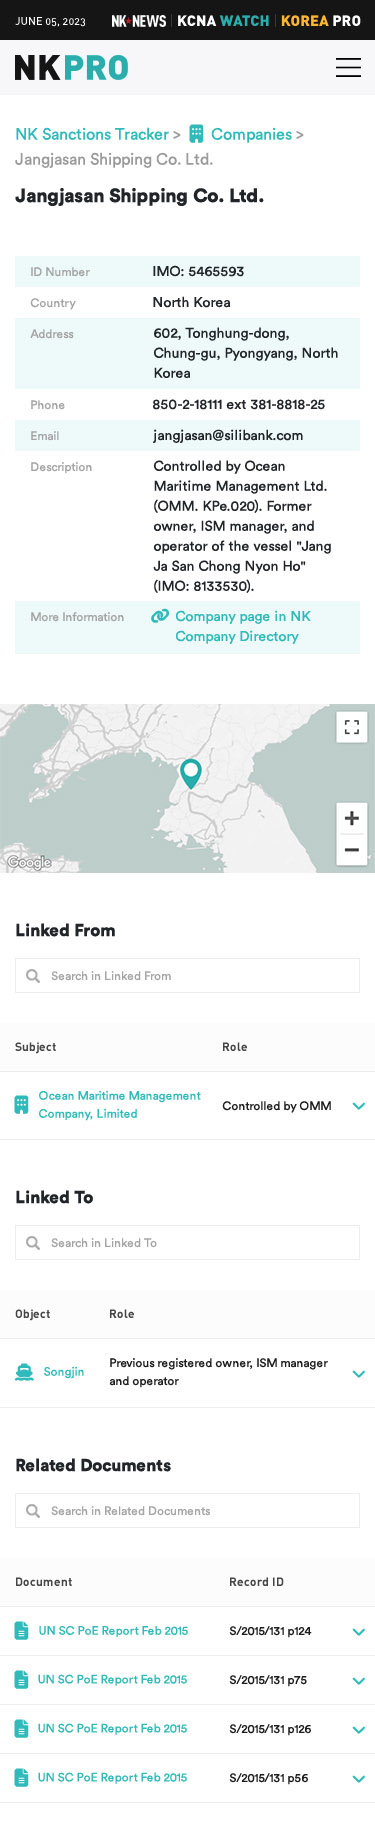 JUNE 05, 2023 NK NEWS KCNA WATCH KOREA PRO
NK PRO
NK Sanctions Tracker > Companies >
Jangjasan Shipping Co. Ltd.
Jangjasan Shipping Co. Ltd.
ID Number IMO: 5465593
Country North Korea
Address 602, Tonghung-dong,
Chung-gu, Pyongyang, North
Korea
Phone 850-2-18111 ext 381-8818-25
Email jangjasan@silibank.com
Description Controlled by Ocean
Maritime Management Ltd.
(OMM. KPe.020). Former
owner, ISM manager, and
operator of the vessel "Jang
Ja San Chong Nyon Ho"
(IMO: 8133530).
More Information Company page in NK
Company Directory
Google
Linked From
Search in Linked From
Subject Role
Ocean Maritime Management
Company, Limited
Controlled by OMM
Linked To
Search in Linked To
Object Role
Songjin
Previous registered owner, ISM manager
and operator
Related Documents
Search in Related Documents
Document Record ID
UN SC PoE Report Feb 2015 S/2015/131 p124
UN SC PoE Report Feb 2015 S/2015/131 p75
UN SC PoE Report Feb 2015 S/2015/131 p126
UN SC PoE Report Feb 2015 S/2015/131 p56